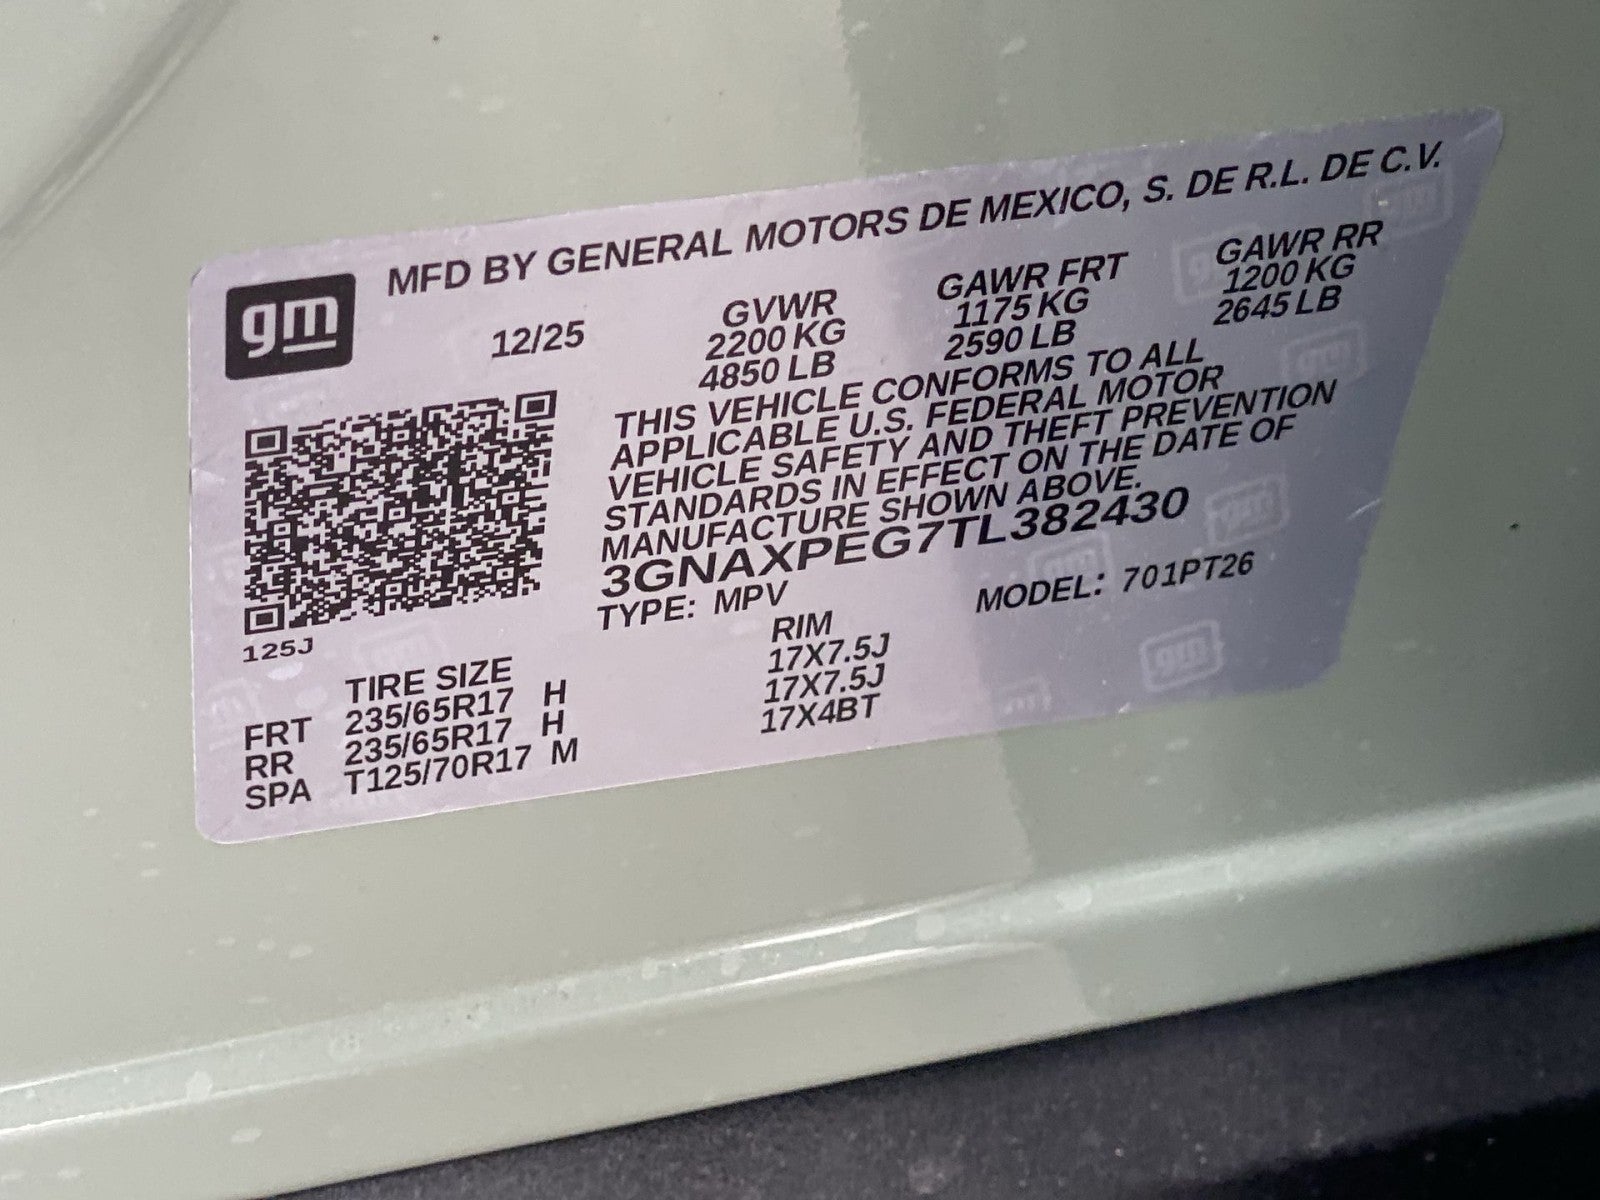 gm
MFD BY GENERAL MOTORS DE MEXICO, S. DE R.L. DE C.V.
12/25
GVWR
2200 KG
4850 LB
GAWR FRT
1175 KG
2590 LB
GAWR RR
1200 KG
2645 LB
THIS VEHICLE CONFORMS TO ALL
APPLICABLE U.S. FEDERAL MOTOR
VEHICLE SAFETY AND THEFT PREVENTION
STANDARDS IN EFFECT ON THE DATE OF
MANUFACTURE SHOWN ABOVE.
3GNAXPEG7TL382430
TYPE: MPV
MODEL: 701PT26
125J
TIRE SIZE
RIM
FRT 235/65R17 H 17X7.5J
RR 235/65R17 H 17X7.5J
SPA T125/70R17 M 17X4BT